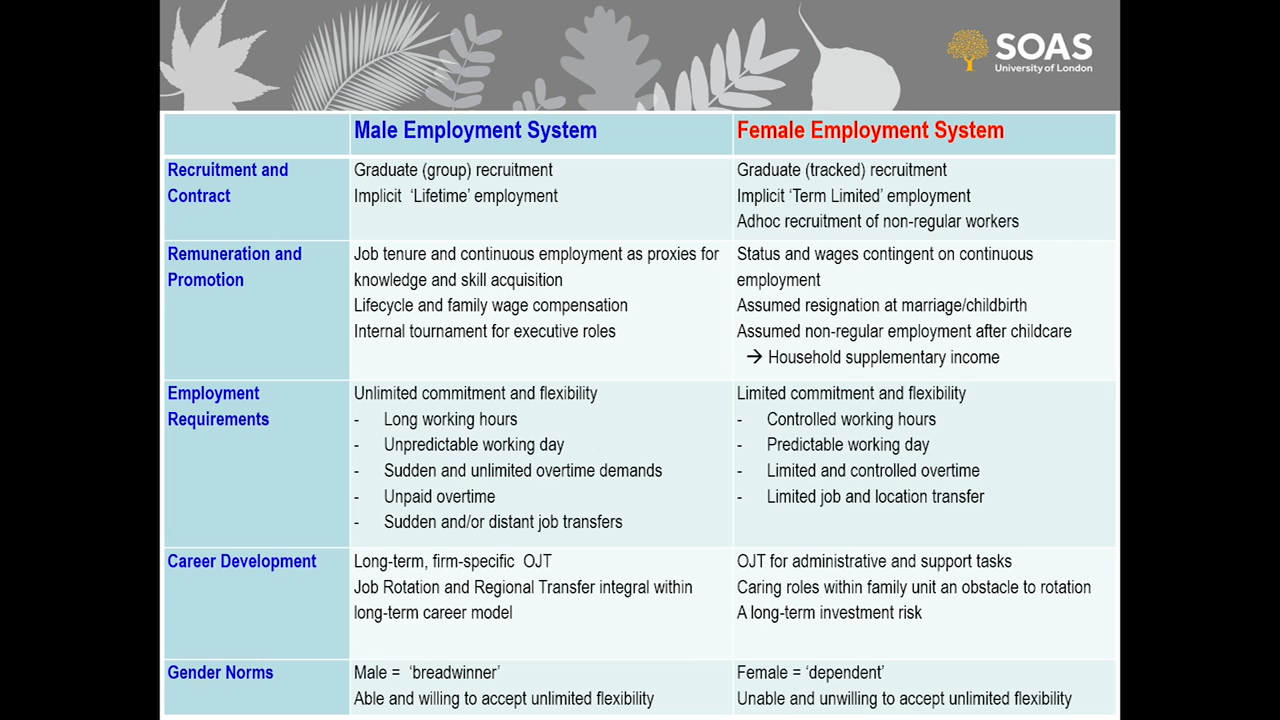 SOAS
University of London
Male Employment System
Female Employment System
Recruitment and
Contract
Graduate (group) recruitment
Implicit ‘Lifetime’ employment
Graduate (tracked) recruitment
Implicit ‘Term Limited’ employment
Adhoc recruitment of non-regular workers
Remuneration and
Promotion
Job tenure and continuous employment as proxies for
knowledge and skill acquisition
Lifecycle and family wage compensation
Internal tournament for executive roles
Status and wages contingent on continuous
employment
Assumed resignation at marriage/childbirth
Assumed non-regular employment after childcare
→ Household supplementary income
Employment
Requirements
Unlimited commitment and flexibility
- Long working hours
- Unpredictable working day
- Sudden and unlimited overtime demands
- Unpaid overtime
- Sudden and/or distant job transfers
Limited commitment and flexibility
- Controlled working hours
- Predictable working day
- Limited and controlled overtime
- Limited job and location transfer
Career Development
Long-term, firm-specific OJT
Job Rotation and Regional Transfer integral within
long-term career model
OJT for administrative and support tasks
Caring roles within family unit an obstacle to rotation
A long-term investment risk
Gender Norms
Male = ‘breadwinner’
Able and willing to accept unlimited flexibility
Female = ‘dependent’
Unable and unwilling to accept unlimited flexibility